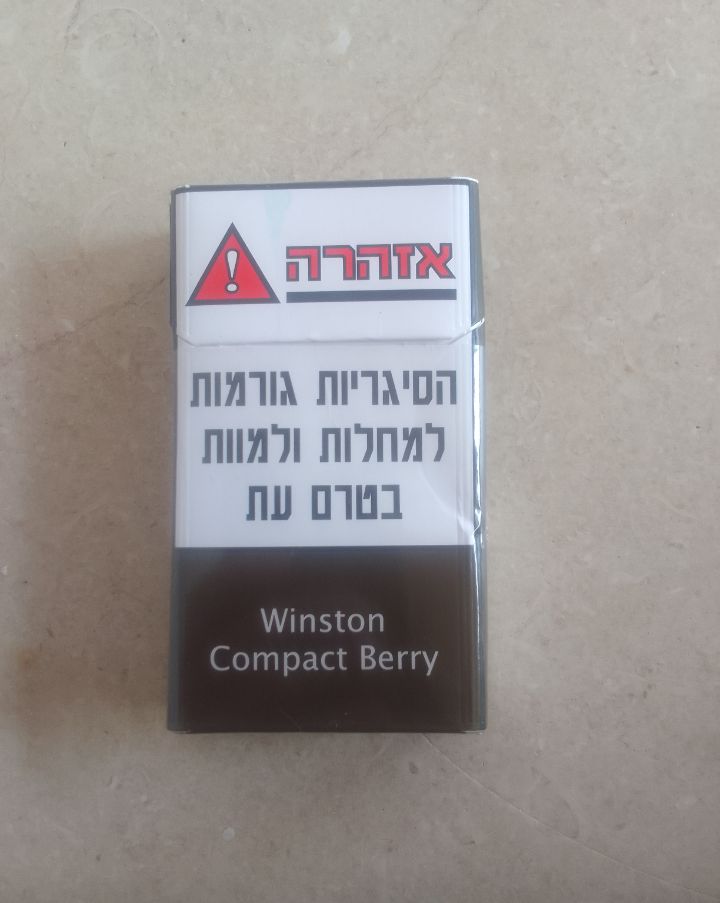 אזהרה
הסיגריות גורמות
למחלות ולמוות
בטרם עת
Winston
Compact Berry